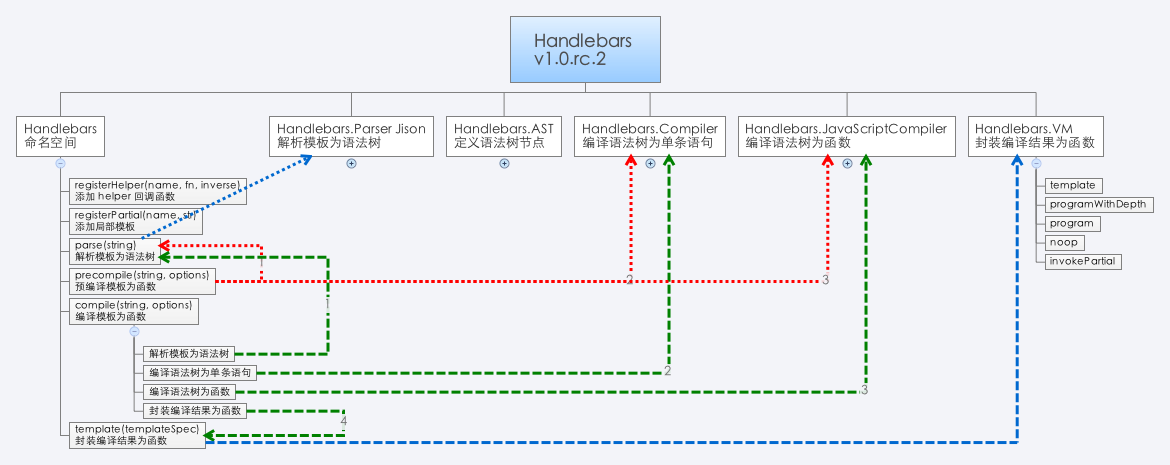 Handlebars
v1.0.rc.2
Handlebars
命名空间
Handlebars.Parser Jison
解析模板为语法树
Handlebars.AST
定义语法树节点
Handlebars.Compiler
编译语法树为单条语句
Handlebars.JavaScriptCompiler
编译语法树为函数
Handlebars.VM
封装编译结果为函数
registerHelper(name, fn, inverse)
添加 helper 回调函数
registerPartial(name, str)
添加局部模板
parse(string)
解析模板为语法树
precompile(string, options)
预编译模板为函数
compile(string, options)
编译模板为函数
解析模板为语法树
编译语法树为单条语句
编译语法树为函数
封装编译结果为函数
template(templateSpec)
封装编译结果为函数
template
programWithDepth
program
noop
invokePartial
1
2
3
1
2
3
4